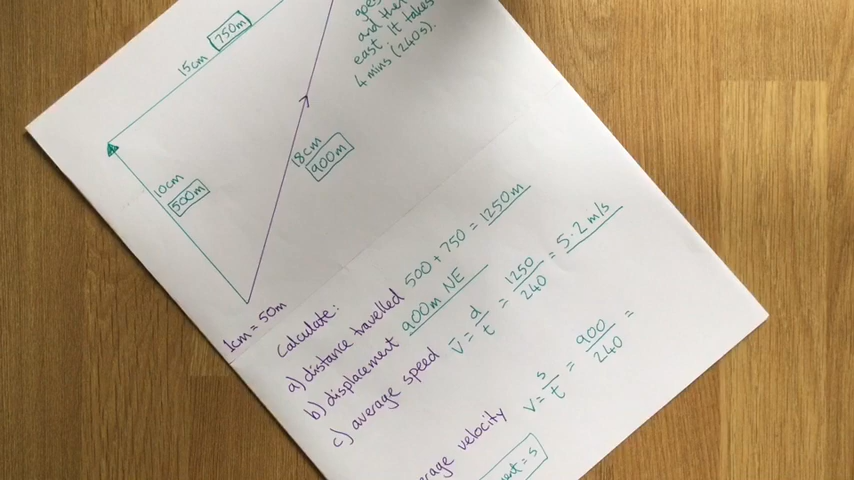 15cm 750m
goes
and then
east. It takes
4 mins (240s).
10cm
500m
18cm
900m
1cm = 50m
Calculate:
a) distance travelled 500 + 750 = 1250m
b) displacement 900m NE
c) average speed v = d/t = 1250/240 = 5.2 m/s
velocity v = s/t = 900/240 =
= s